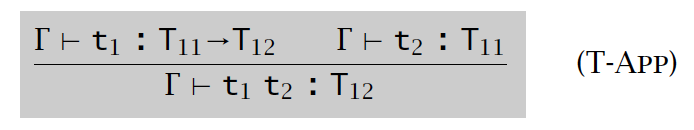 Γ ⊢ t₁ : T₁₁→T₁₂    Γ ⊢ t₂ : T₁₁
Γ ⊢ t₁ t₂ : T₁₂
(T-APP)